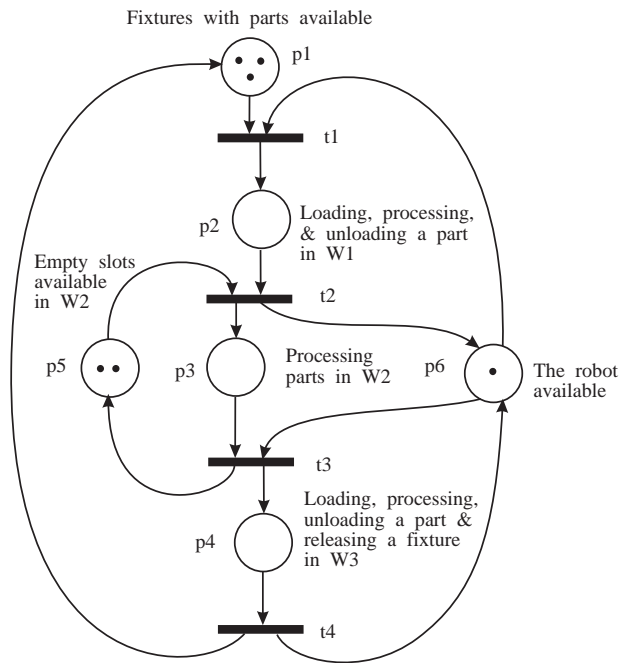 Fixtures with parts available
p1
t1
p2
Loading, processing,
& unloading a part
in W1
Empty slots
available
in W2
t2
p5
p3
Processing
parts in W2
p6
The robot
available
t3
p4
Loading, processing,
unloading a part &
releasing a fixture
in W3
t4